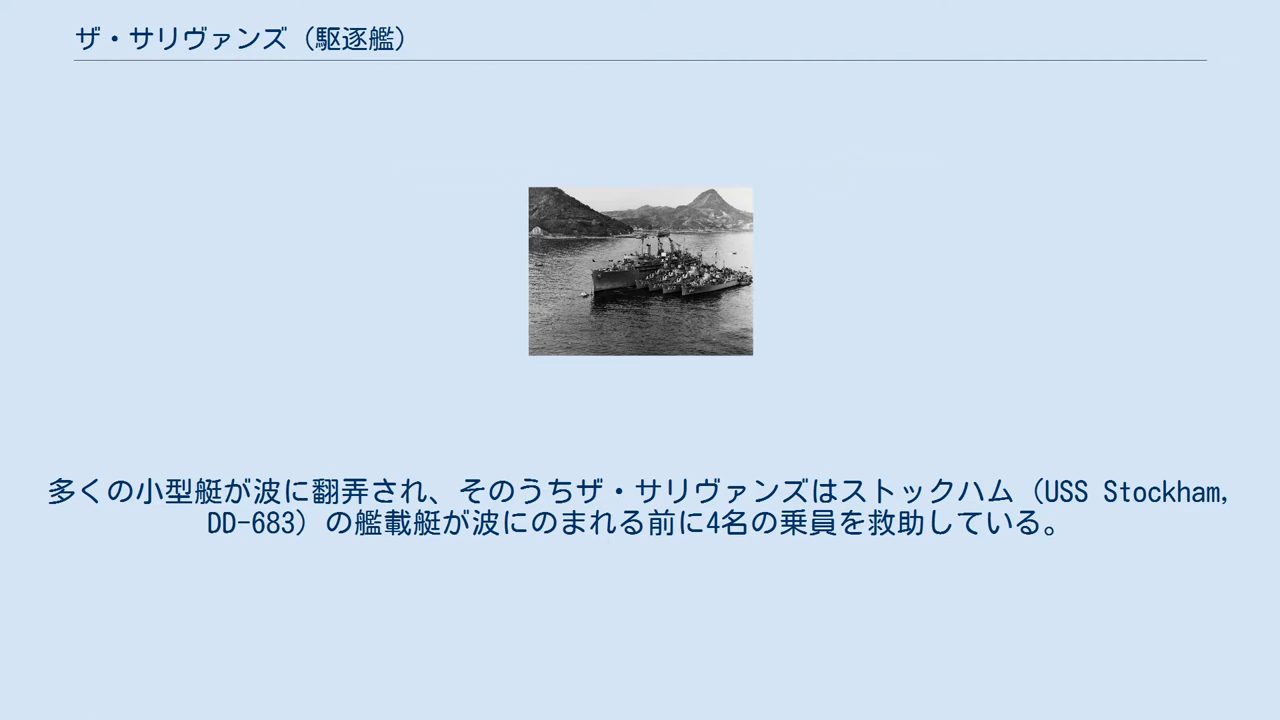 ザ・サリヴァンズ（駆逐艦）
多くの小型艇が波に翻弄され、そのうちザ・サリヴァンズはストックハム（USS Stockham,
DD-683）の艦載艇が波にのまれる前に4名の乗員を救助している。